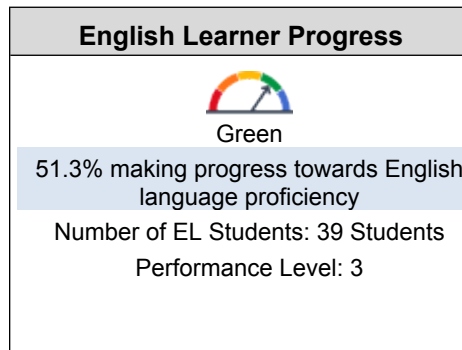 English Learner Progress
Green
51.3% making progress towards English
language proficiency
Number of EL Students: 39 Students
Performance Level: 3